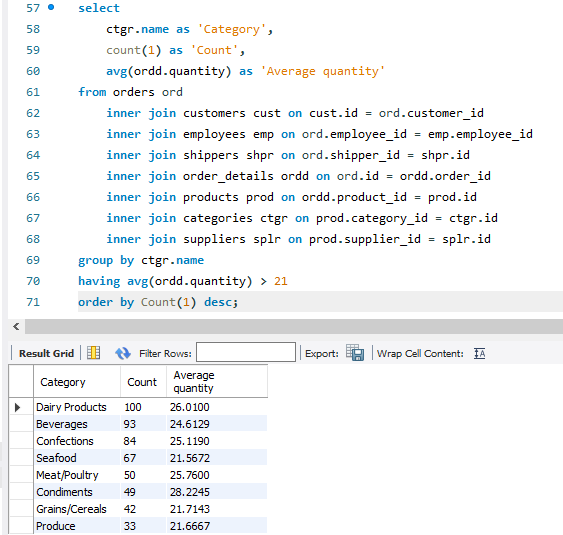 57 select
58 ctgr.name as 'Category',
59 count(1) as 'Count',
60 avg(ordd.quantity) as 'Average quantity'
61 from orders ord
62 inner join customers cust on cust.id = ord.customer_id
63 inner join employees emp on ord.employee_id = emp.employee_id
64 inner join shippers shpr on ord.shipper_id = shpr.id
65 inner join order_details ordd on ord.id = ordd.order_id
66 inner join products prod on ordd.product_id = prod.id
67 inner join categories ctgr on prod.category_id = ctgr.id
68 inner join suppliers splr on prod.supplier_id = splr.id
69 group by ctgr.name
70 having avg(ordd.quantity) > 21
71 order by Count(1) desc;
Result Grid Filter Rows: Export: Wrap Cell Content: IA
Category Count Average
quantity
Dairy Products 100 26.0100
Beverages 93 24.6129
Confections 84 25.1190
Seafood 67 21.5672
Meat/Poultry 50 25.7600
Condiments 49 28.2245
Grains/Cereals 42 21.7143
Produce 33 21.6667